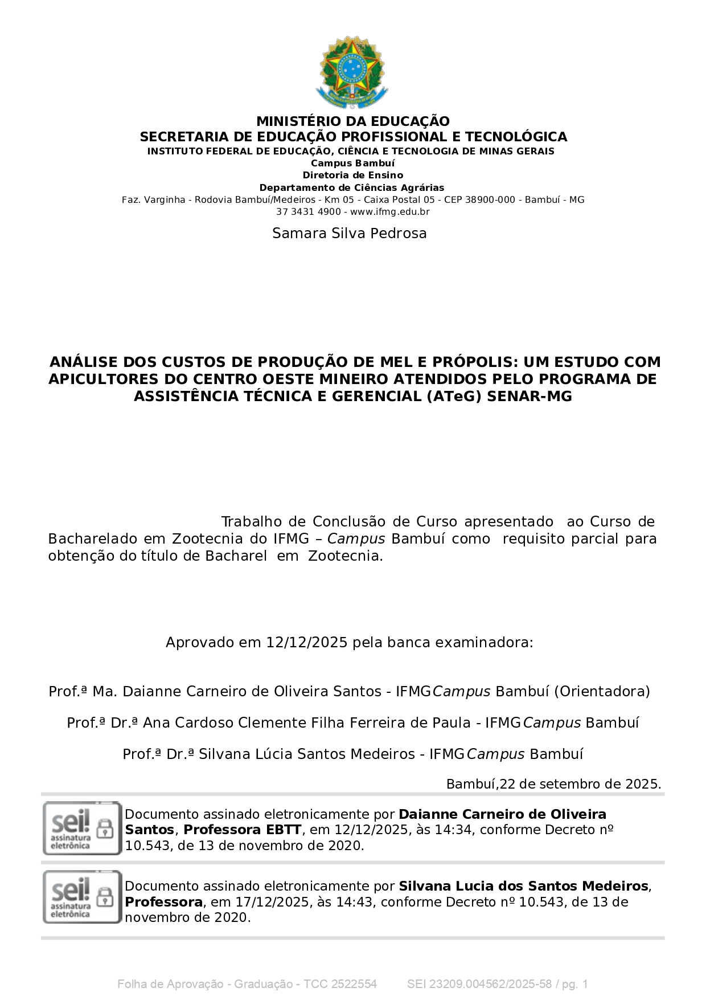 MINISTÉRIO DA EDUCAÇÃO
SECRETARIA DE EDUCAÇÃO PROFISSIONAL E TECNOLÓGICA
INSTITUTO FEDERAL DE EDUCAÇÃO, CIÊNCIA E TECNOLOGIA DE MINAS GERAIS
Campus Bambuí
Diretoria de Ensino
Departamento de Ciências Agrárias
Faz. Varginha - Rodovia Bambuí/Medeiros - Km 05 - Caixa Postal 05 - CEP 38900-000 - Bambuí - MG
37 3431 4900 - www.ifmg.edu.br
Samara Silva Pedrosa
ANÁLISE DOS CUSTOS DE PRODUÇÃO DE MEL E PRÓPOLIS: UM ESTUDO COM
APICULTORES DO CENTRO OESTE MINEIRO ATENDIDOS PELO PROGRAMA DE
ASSISTÊNCIA TÉCNICA E GERENCIAL (ATeG) SENAR-MG
Trabalho de Conclusão de Curso apresentado ao Curso de
Bacharelado em Zootecnia do IFMG – Campus Bambuí como requisito parcial para
obtenção do título de Bacharel em Zootecnia.
Aprovado em 12/12/2025 pela banca examinadora:
Prof.ª Ma. Daianne Carneiro de Oliveira Santos - IFMG Campus Bambuí (Orientadora)
Prof.ª Dr.ª Ana Cardoso Clemente Filha Ferreira de Paula - IFMG Campus Bambuí
Prof.ª Dr.ª Silvana Lúcia Santos Medeiros - IFMG Campus Bambuí
Bambuí,22 de setembro de 2025.
sei!
assinatura
eletrônica
Documento assinado eletronicamente por Daianne Carneiro de Oliveira
Santos, Professora EBTT, em 12/12/2025, às 14:34, conforme Decreto nº
10.543, de 13 de novembro de 2020.
sei!
assinatura
eletrônica
Documento assinado eletronicamente por Silvana Lucia dos Santos Medeiros,
Professora, em 17/12/2025, às 14:43, conforme Decreto nº 10.543, de 13 de
novembro de 2020.
Folha de Aprovação - Graduação - TCC 2522554 SEI 23209.004562/2025-58 / pg. 1